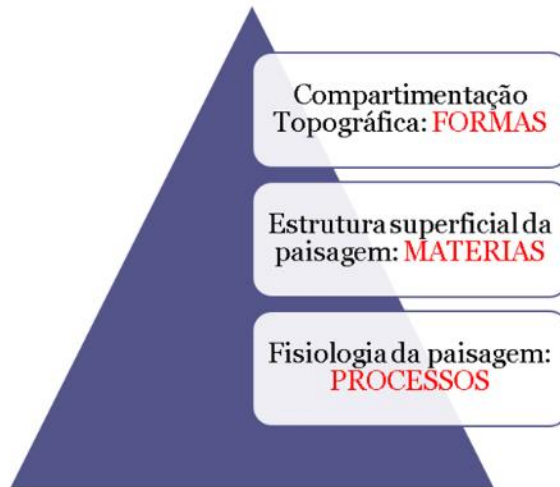 Compartimentação
Topográfica: FORMAS
Estrutura superficial da
paisagem: MATERIAS
Fisiologia da paisagem:
PROCESSOS